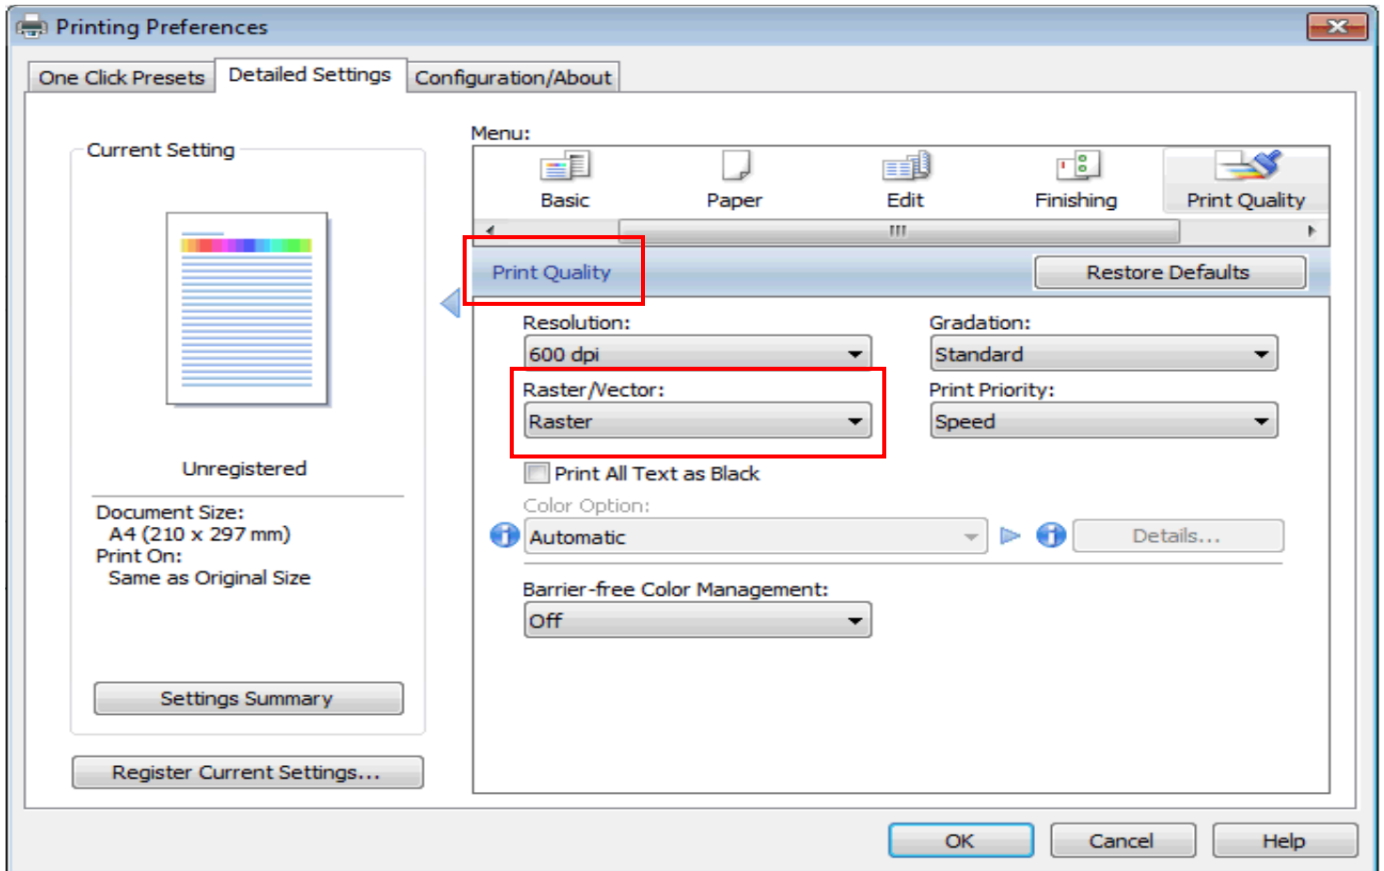 Printing Preferences
One Click Presets
Detailed Settings
Configuration/About
Current Setting
Unregistered
Document Size:
A4 (210 x 297 mm)
Print On:
Same as Original Size
Settings Summary
Register Current Settings...
Menu:
Basic
Paper
Edit
Finishing
Print Quality
Print Quality
Restore Defaults
Resolution:
600 dpi
Gradation:
Standard
Raster/Vector:
Raster
Print Priority:
Speed
Print All Text as Black
Color Option:
Automatic
Details...
Barrier-free Color Management:
Off
OK
Cancel
Help